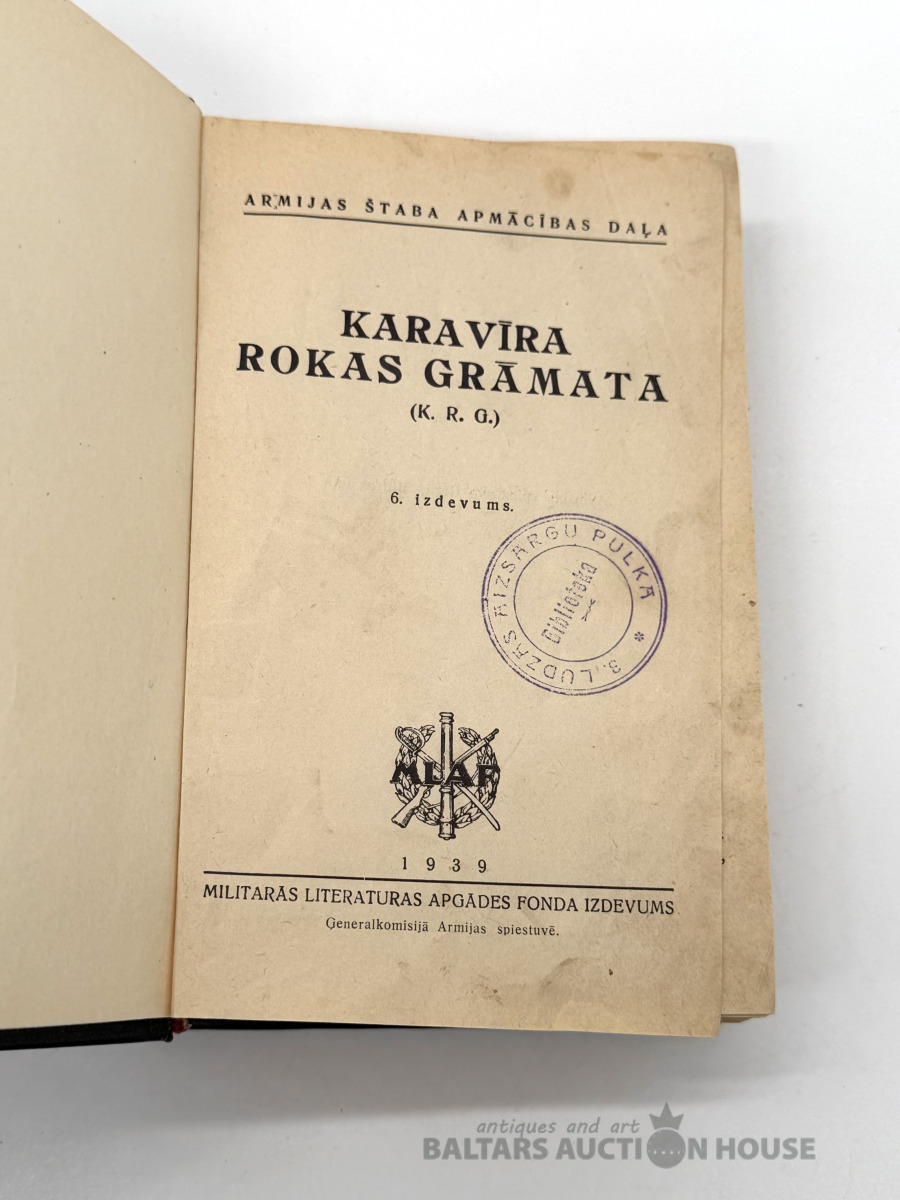 ARMIJAS ŠTABA APMĀCĪBAS DAĻA
KARAVĪRA
ROKAS GRĀMATA
(K. R. G.)
6. izdevums.
3. LUDZAS AIZSARGU PULKA *
Biblioteka
MLAF
1939
MILITARĀS LITERATURAS APGĀDES FONDA IZDEVUMS
Ģeneralkomisijā Armijas spiestuvē.
antiques and art
BALTARS AUCTION HOUSE